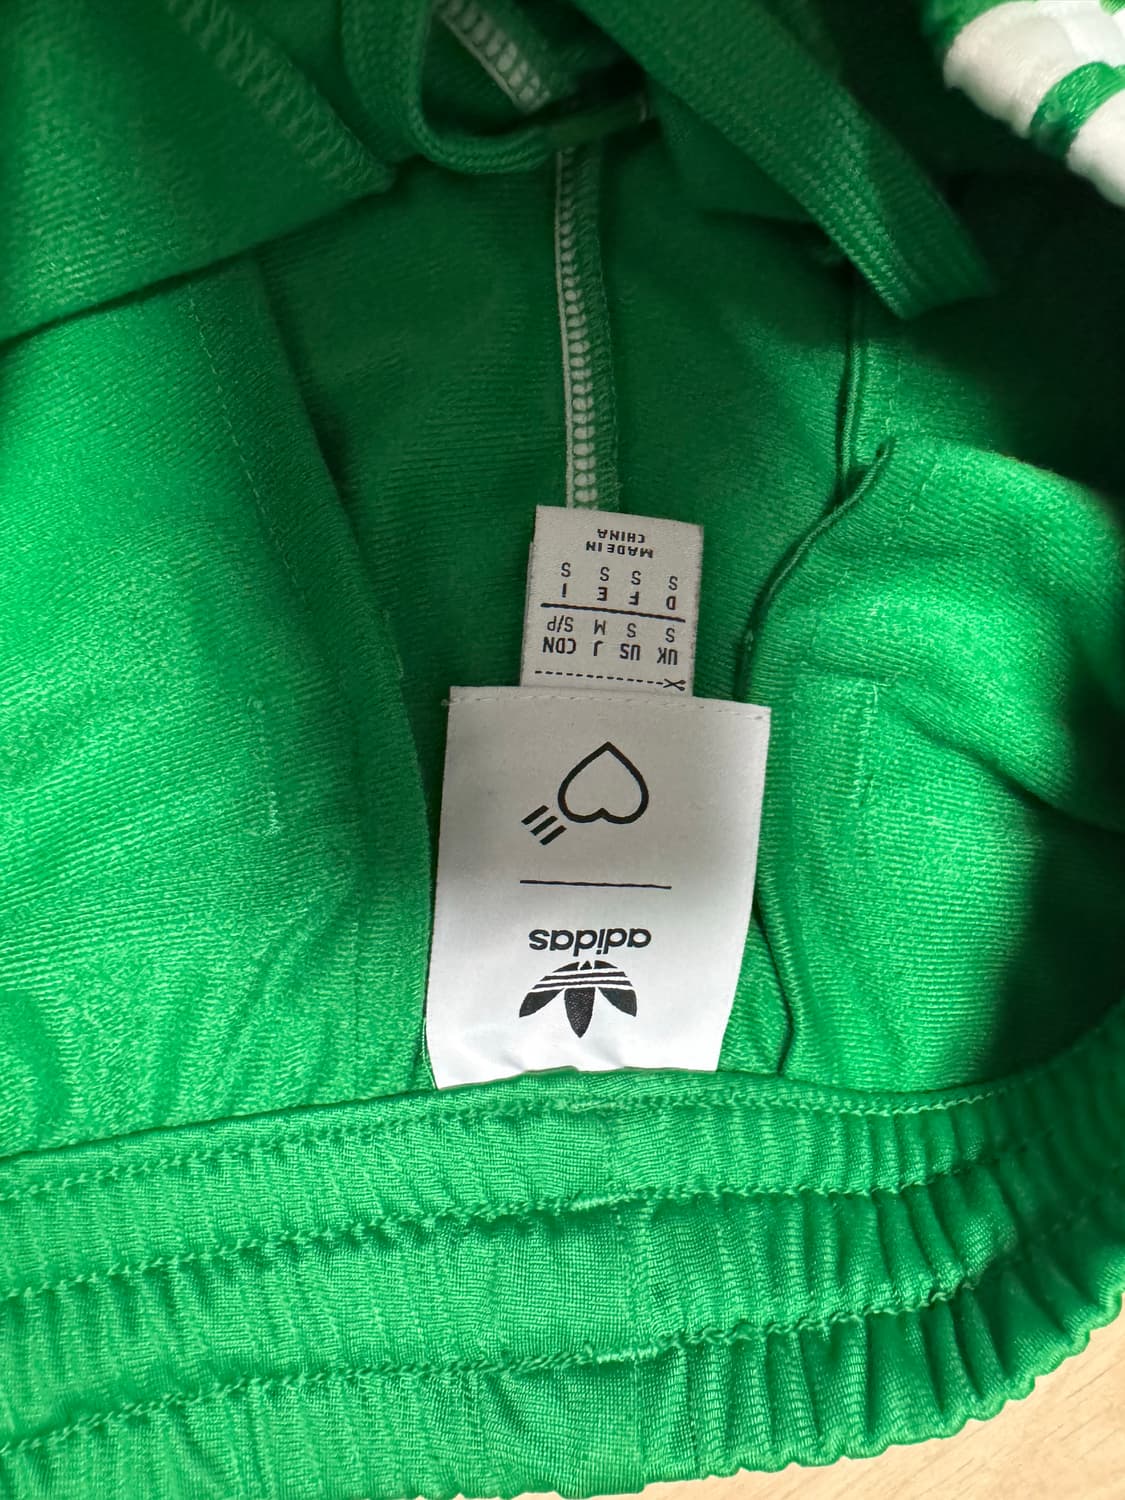 adidas
UK US J CDN
S S M S/P
D F E I
S S S S
MADE IN
CHINA